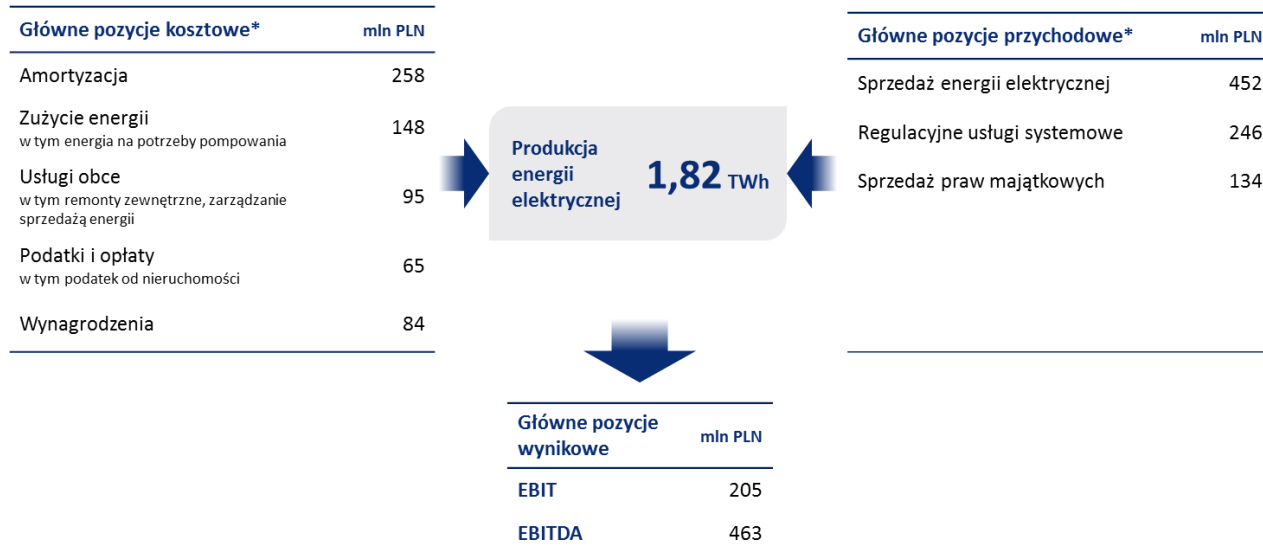 Główne pozycje kosztowe* mln PLN
Amortyzacja 258
Zużycie energii
w tym energia na potrzeby pompowania
148
Usługi obce
w tym remonty zewnętrzne, zarządzanie
sprzedażą energii
95
Podatki i opłaty
w tym podatek od nieruchomości
65
Wynagrodzenia 84
Produkcja
energii
elektrycznej
1,82 TWh
Główne pozycje przychodowe* mln PLN
Sprzedaż energii elektrycznej 452
Regulacyjne usługi systemowe 246
Sprzedaż praw majątkowych 134
Główne pozycje
wynikowe
mln PLN
EBIT 205
EBITDA 463